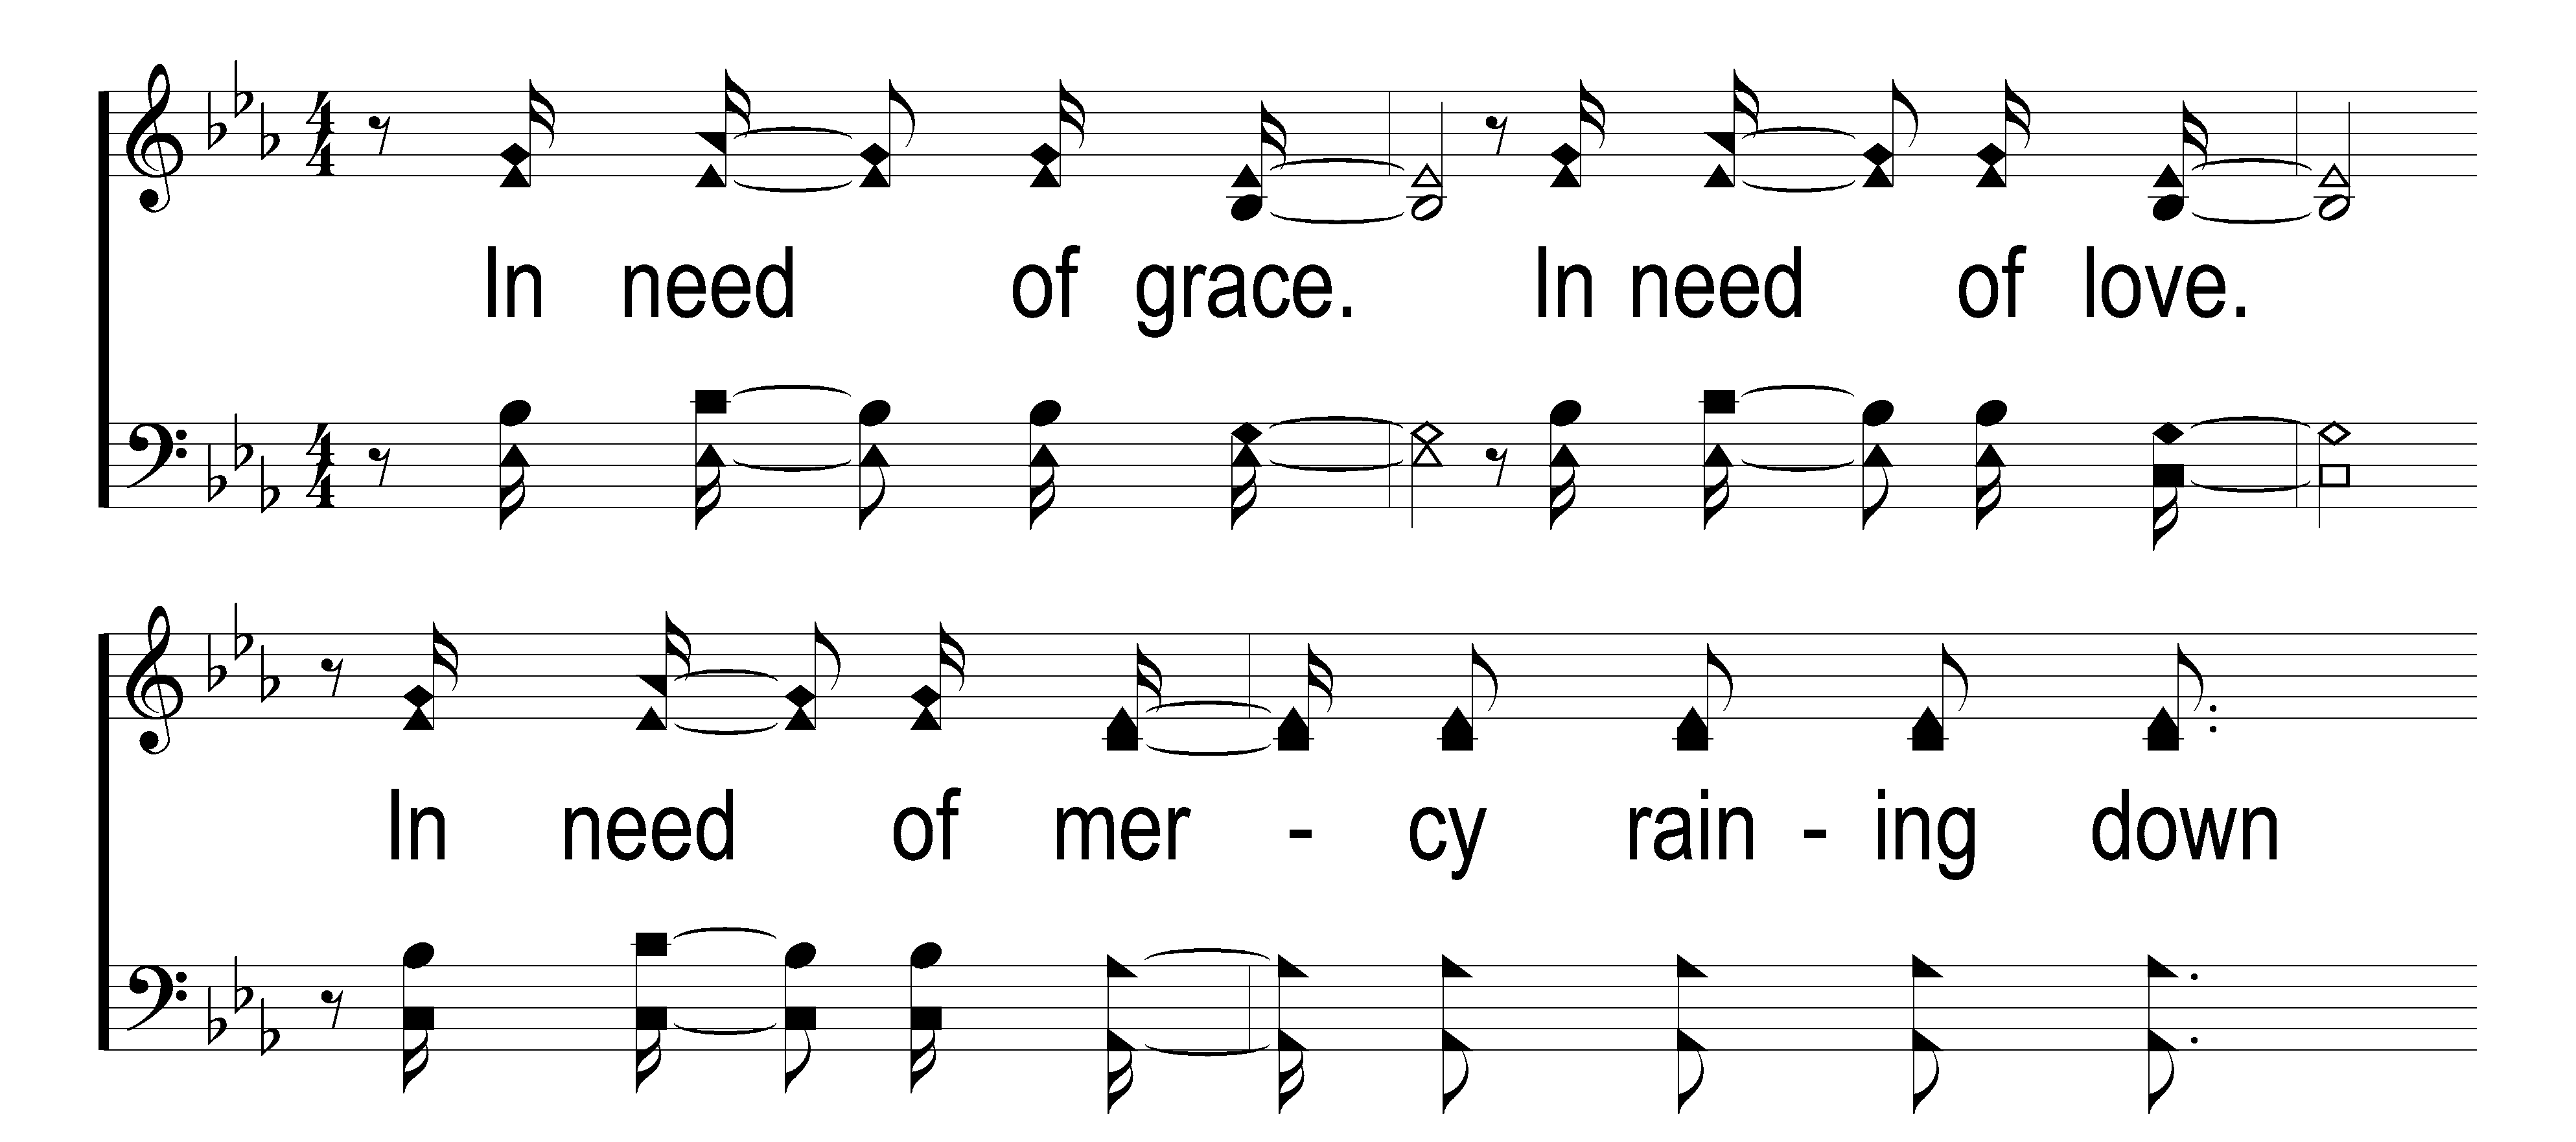 In need of grace. In need of love.
In need of mer - cy rain - ing down